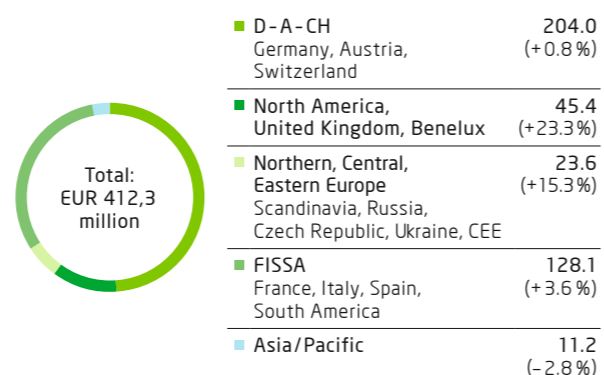 Total:
EUR 412,3
million
D-A-CH 204.0
Germany, Austria, (+0.8%)
Switzerland
North America, 45.4
United Kingdom, Benelux (+23.3%)
Northern, Central, 23.6
Eastern Europe (+15.3%)
Scandinavia, Russia,
Czech Republic, Ukraine, CEE
FISSA 128.1
France, Italy, Spain, (+3.6%)
South America
Asia/Pacific 11.2
(–2.8%)